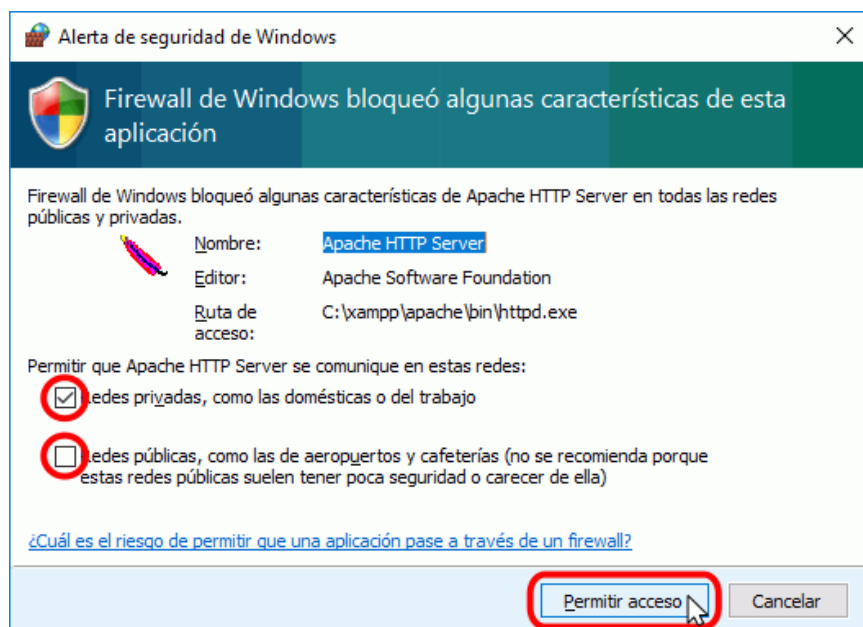 Alerta de seguridad de Windows
Firewall de Windows bloqueó algunas características de esta
aplicación
Firewall de Windows bloqueó algunas características de Apache HTTP Server en todas las redes
públicas y privadas.
Nombre: Apache HTTP Server
Editor: Apache Software Foundation
Ruta de C:\xampp\apache\bin\httpd.exe
acceso:
Permitir que Apache HTTP Server se comunique en estas redes:
Redes privadas, como las domésticas o del trabajo
Redes públicas, como las de aeropuertos y cafeterías (no se recomienda porque
estas redes públicas suelen tener poca seguridad o carecer de ella)
¿Cuál es el riesgo de permitir que una aplicación pase a través de un firewall?
Permitir acceso Cancelar